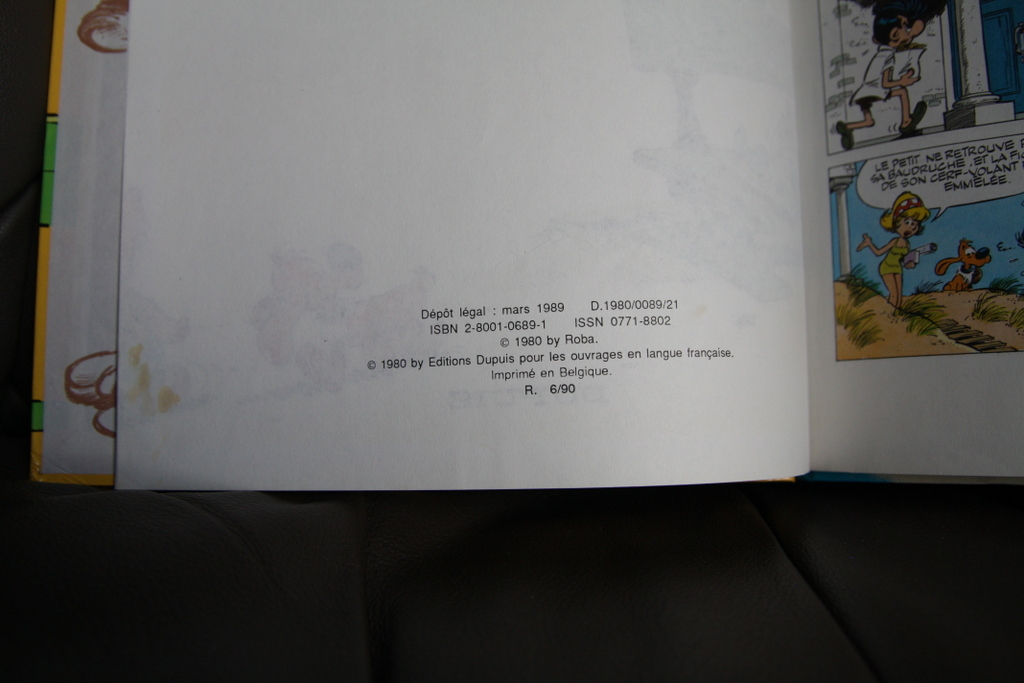 Dépôt légal : mars 1989 D.1980/0089/21
ISBN 2-8001-0689-1 ISSN 0771-8802
© 1980 by Roba.
© 1980 by Editions Dupuis pour les ouvrages en langue française.
Imprimé en Belgique.
R. 6/90
LE PETIT NE RETROUVE
SA BAUDRUCHE, ET LA
DE SON CERF-VOLANT
EMMÊLÉE.